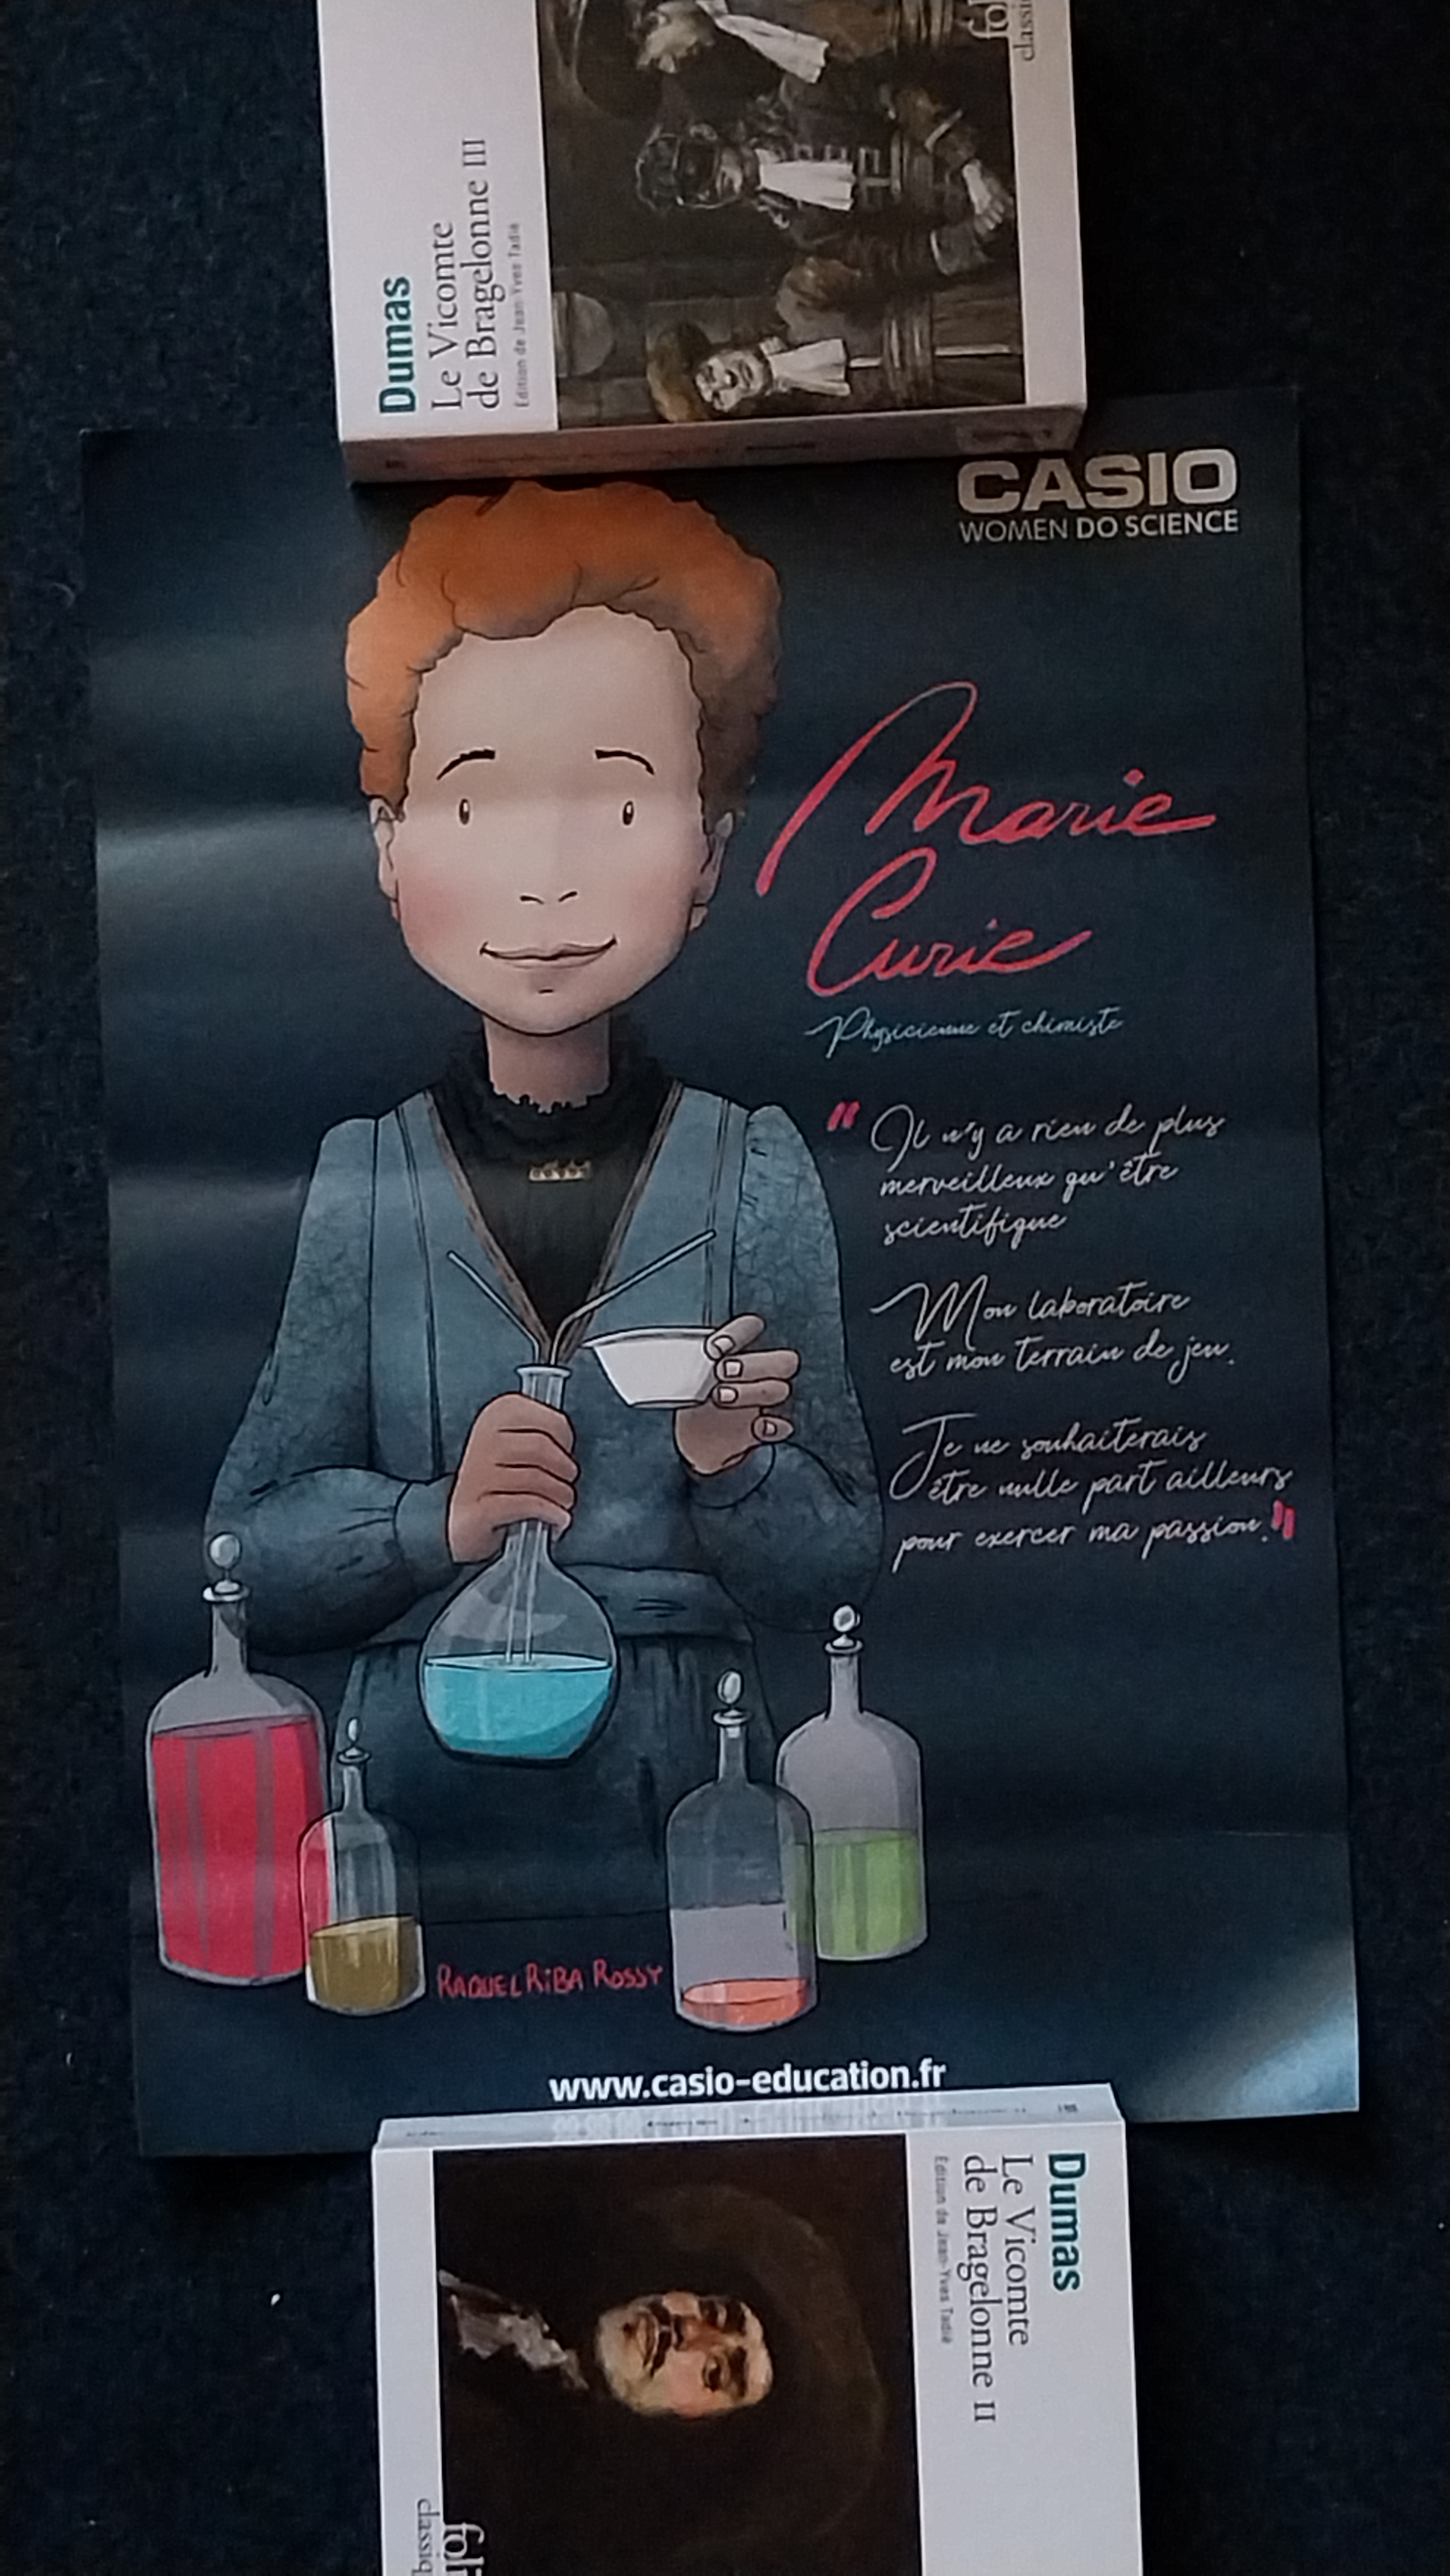 Dumas
Le Vicomte
de Bragelonne III
Édition de Jean-Yves Tadié
CASIO
WOMEN DO SCIENCE
Marie
Curie
Physicienne et chimiste
"Il n'y a rien de plus
merveilleux qu'être
scientifique
Mon laboratoire
est mon terrain de jeu.
Je ne souhaiterais
être nulle part ailleurs
pour exercer ma passion."
RAQUEL RIBA ROSSY
www.casio-education.fr
Dumas
Le Vicomte
de Bragelonne II
Édition de Jean-Yves Tadié